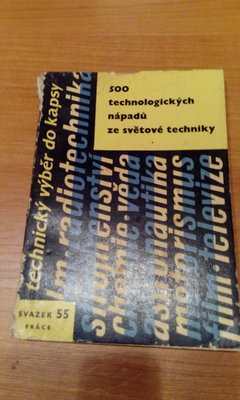 500
technologických
nápadů
ze světové techniky
technický výběr do kapsy
radiotechnika
strojírenství
chemie·věda
astronautika
motorismus
film·televize
SVAZEK 55
PRÁCE